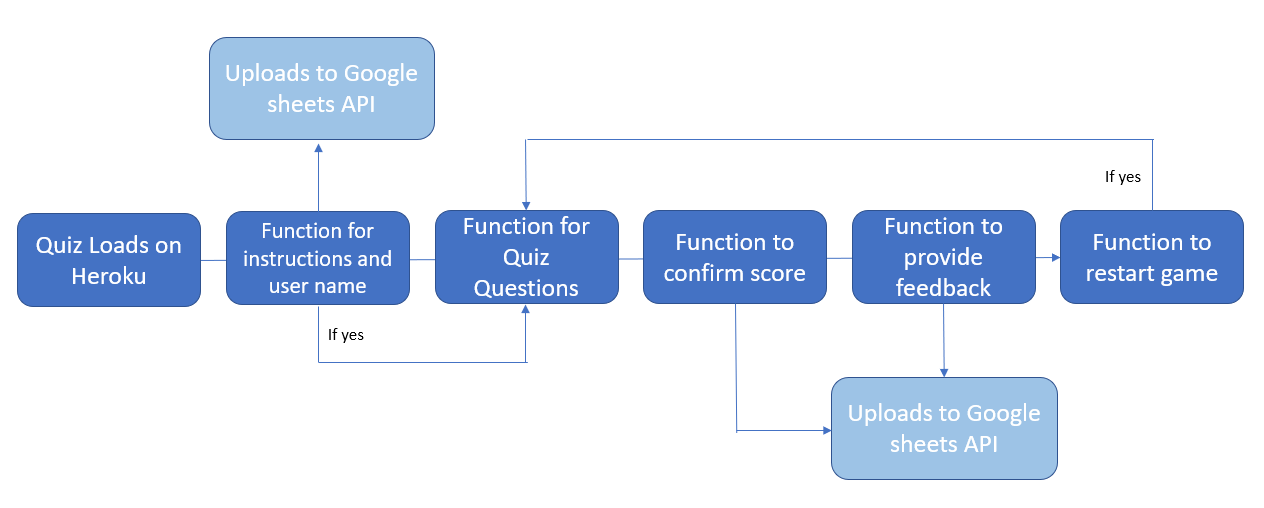 Uploads to Google
sheets API
If yes
Quiz Loads on
Heroku
Function for
instructions and
user name
Function for
Quiz
Questions
Function to
confirm score
Function to
provide
feedback
Function to
restart game
If yes
Uploads to Google
sheets API